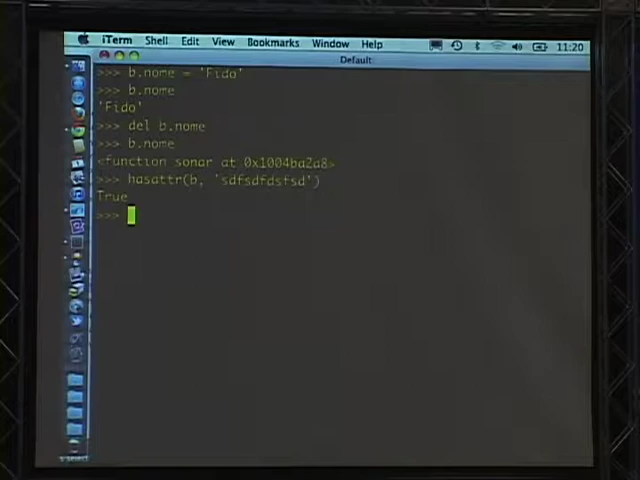 iTerm Shell Edit View Bookmarks Window Help 11:20
Default
>>> b.nome = 'Fido'
>>> b.nome
'Fido'
>>> del b.nome
>>> b.nome
<function sonar at 0x1004ba2a8>
>>> hasattr(b, 'sdfsdfdsfsd')
True
>>>